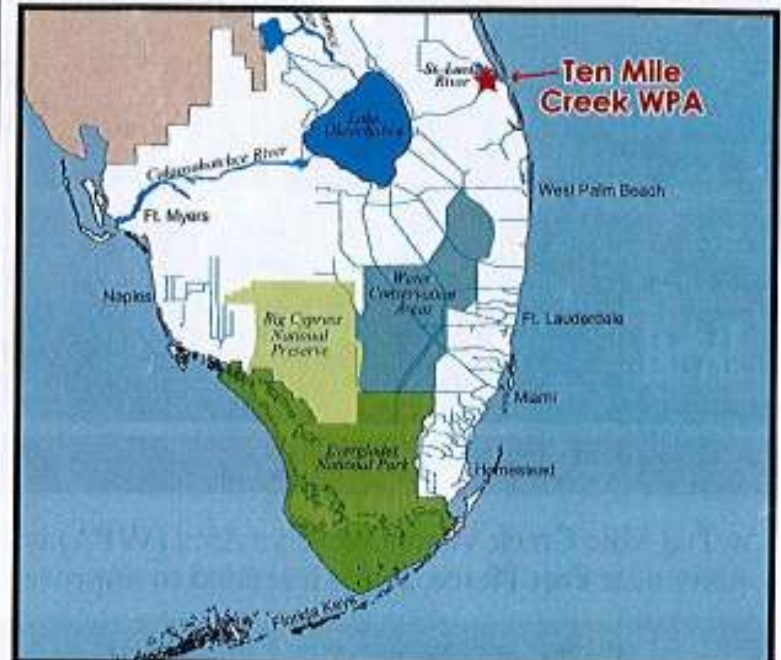 St. Lucie
River
Ten Mile
Creek WPA
Lake
Okeechobee
Caloosahatchee River
West Palm Beach
Ft. Myers
Naples
Water
Conservation
Areas
Big Cypress
National
Preserve
Ft. Lauderdale
Miami
Everglades
National Park
Homestead
Florida Keys